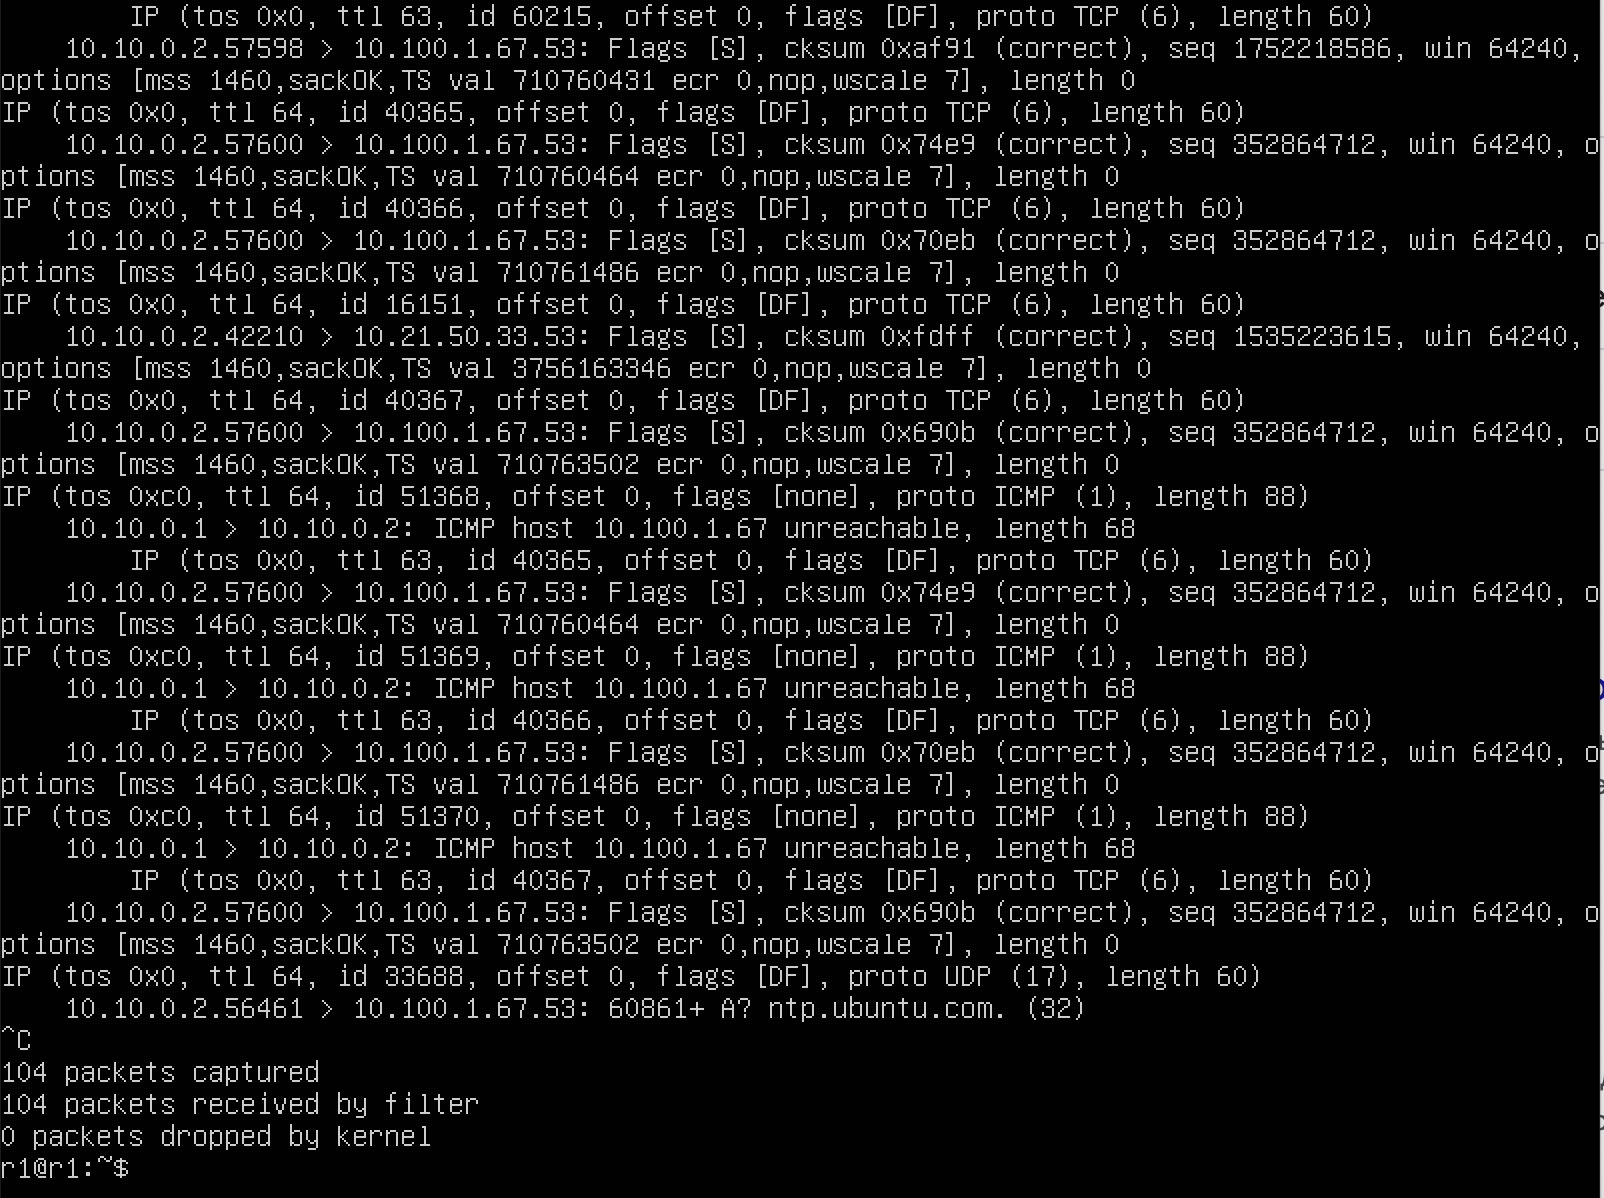 IP (tos 0x0, ttl 63, id 60215, offset 0, flags [DF], proto TCP (6), length 60)
10.10.0.2.57598 > 10.100.1.67.53: Flags [S], cksum 0xaf91 (correct), seq 1752218586, win 64240,
options [mss 1460,sackOK,TS val 710760431 ecr 0,nop,wscale 7], length 0
IP (tos 0x0, ttl 64, id 40365, offset 0, flags [DF], proto TCP (6), length 60)
10.10.0.2.57600 > 10.100.1.67.53: Flags [S], cksum 0x74e9 (correct), seq 352864712, win 64240, o
ptions [mss 1460,sackOK,TS val 710760464 ecr 0,nop,wscale 7], length 0
IP (tos 0x0, ttl 64, id 40366, offset 0, flags [DF], proto TCP (6), length 60)
10.10.0.2.57600 > 10.100.1.67.53: Flags [S], cksum 0x70eb (correct), seq 352864712, win 64240, o
ptions [mss 1460,sackOK,TS val 710761486 ecr 0,nop,wscale 7], length 0
IP (tos 0x0, ttl 64, id 16151, offset 0, flags [DF], proto TCP (6), length 60)
10.10.0.2.42210 > 10.21.50.33.53: Flags [S], cksum 0xfdff (correct), seq 1535223615, win 64240,
options [mss 1460,sackOK,TS val 3756163346 ecr 0,nop,wscale 7], length 0
IP (tos 0x0, ttl 64, id 40367, offset 0, flags [DF], proto TCP (6), length 60)
10.10.0.2.57600 > 10.100.1.67.53: Flags [S], cksum 0x690b (correct), seq 352864712, win 64240, o
ptions [mss 1460,sackOK,TS val 710763502 ecr 0,nop,wscale 7], length 0
IP (tos 0xc0, ttl 64, id 51368, offset 0, flags [none], proto ICMP (1), length 88)
10.10.0.1 > 10.10.0.2: ICMP host 10.100.1.67 unreachable, length 68
IP (tos 0x0, ttl 63, id 40365, offset 0, flags [DF], proto TCP (6), length 60)
10.10.0.2.57600 > 10.100.1.67.53: Flags [S], cksum 0x74e9 (correct), seq 352864712, win 64240, o
ptions [mss 1460,sackOK,TS val 710760464 ecr 0,nop,wscale 7], length 0
IP (tos 0xc0, ttl 64, id 51369, offset 0, flags [none], proto ICMP (1), length 88)
10.10.0.1 > 10.10.0.2: ICMP host 10.100.1.67 unreachable, length 68
IP (tos 0x0, ttl 63, id 40366, offset 0, flags [DF], proto TCP (6), length 60)
10.10.0.2.57600 > 10.100.1.67.53: Flags [S], cksum 0x70eb (correct), seq 352864712, win 64240, o
ptions [mss 1460,sackOK,TS val 710761486 ecr 0,nop,wscale 7], length 0
IP (tos 0xc0, ttl 64, id 51370, offset 0, flags [none], proto ICMP (1), length 88)
10.10.0.1 > 10.10.0.2: ICMP host 10.100.1.67 unreachable, length 68
IP (tos 0x0, ttl 63, id 40367, offset 0, flags [DF], proto TCP (6), length 60)
10.10.0.2.57600 > 10.100.1.67.53: Flags [S], cksum 0x690b (correct), seq 352864712, win 64240, o
ptions [mss 1460,sackOK,TS val 710763502 ecr 0,nop,wscale 7], length 0
IP (tos 0x0, ttl 64, id 33688, offset 0, flags [DF], proto UDP (17), length 60)
10.10.0.2.56461 > 10.100.1.67.53: 60861+ A? ntp.ubuntu.com. (32)
^C
104 packets captured
104 packets received by filter
0 packets dropped by kernel
r1@r1:~$